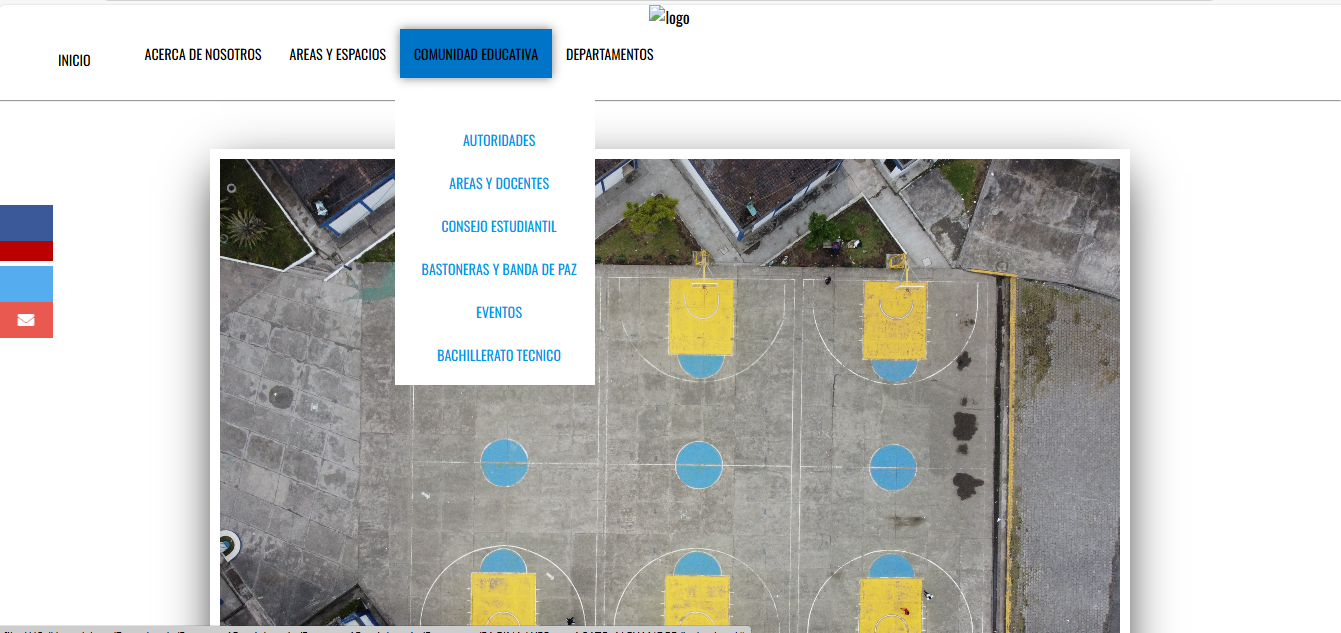 logo
INICIO
ACERCA DE NOSOTROS
AREAS Y ESPACIOS
COMUNIDAD EDUCATIVA
DEPARTAMENTOS
AUTORIDADES
AREAS Y DOCENTES
CONSEJO ESTUDIANTIL
BASTONERAS Y BANDA DE PAZ
EVENTOS
BACHILLERATO TECNICO